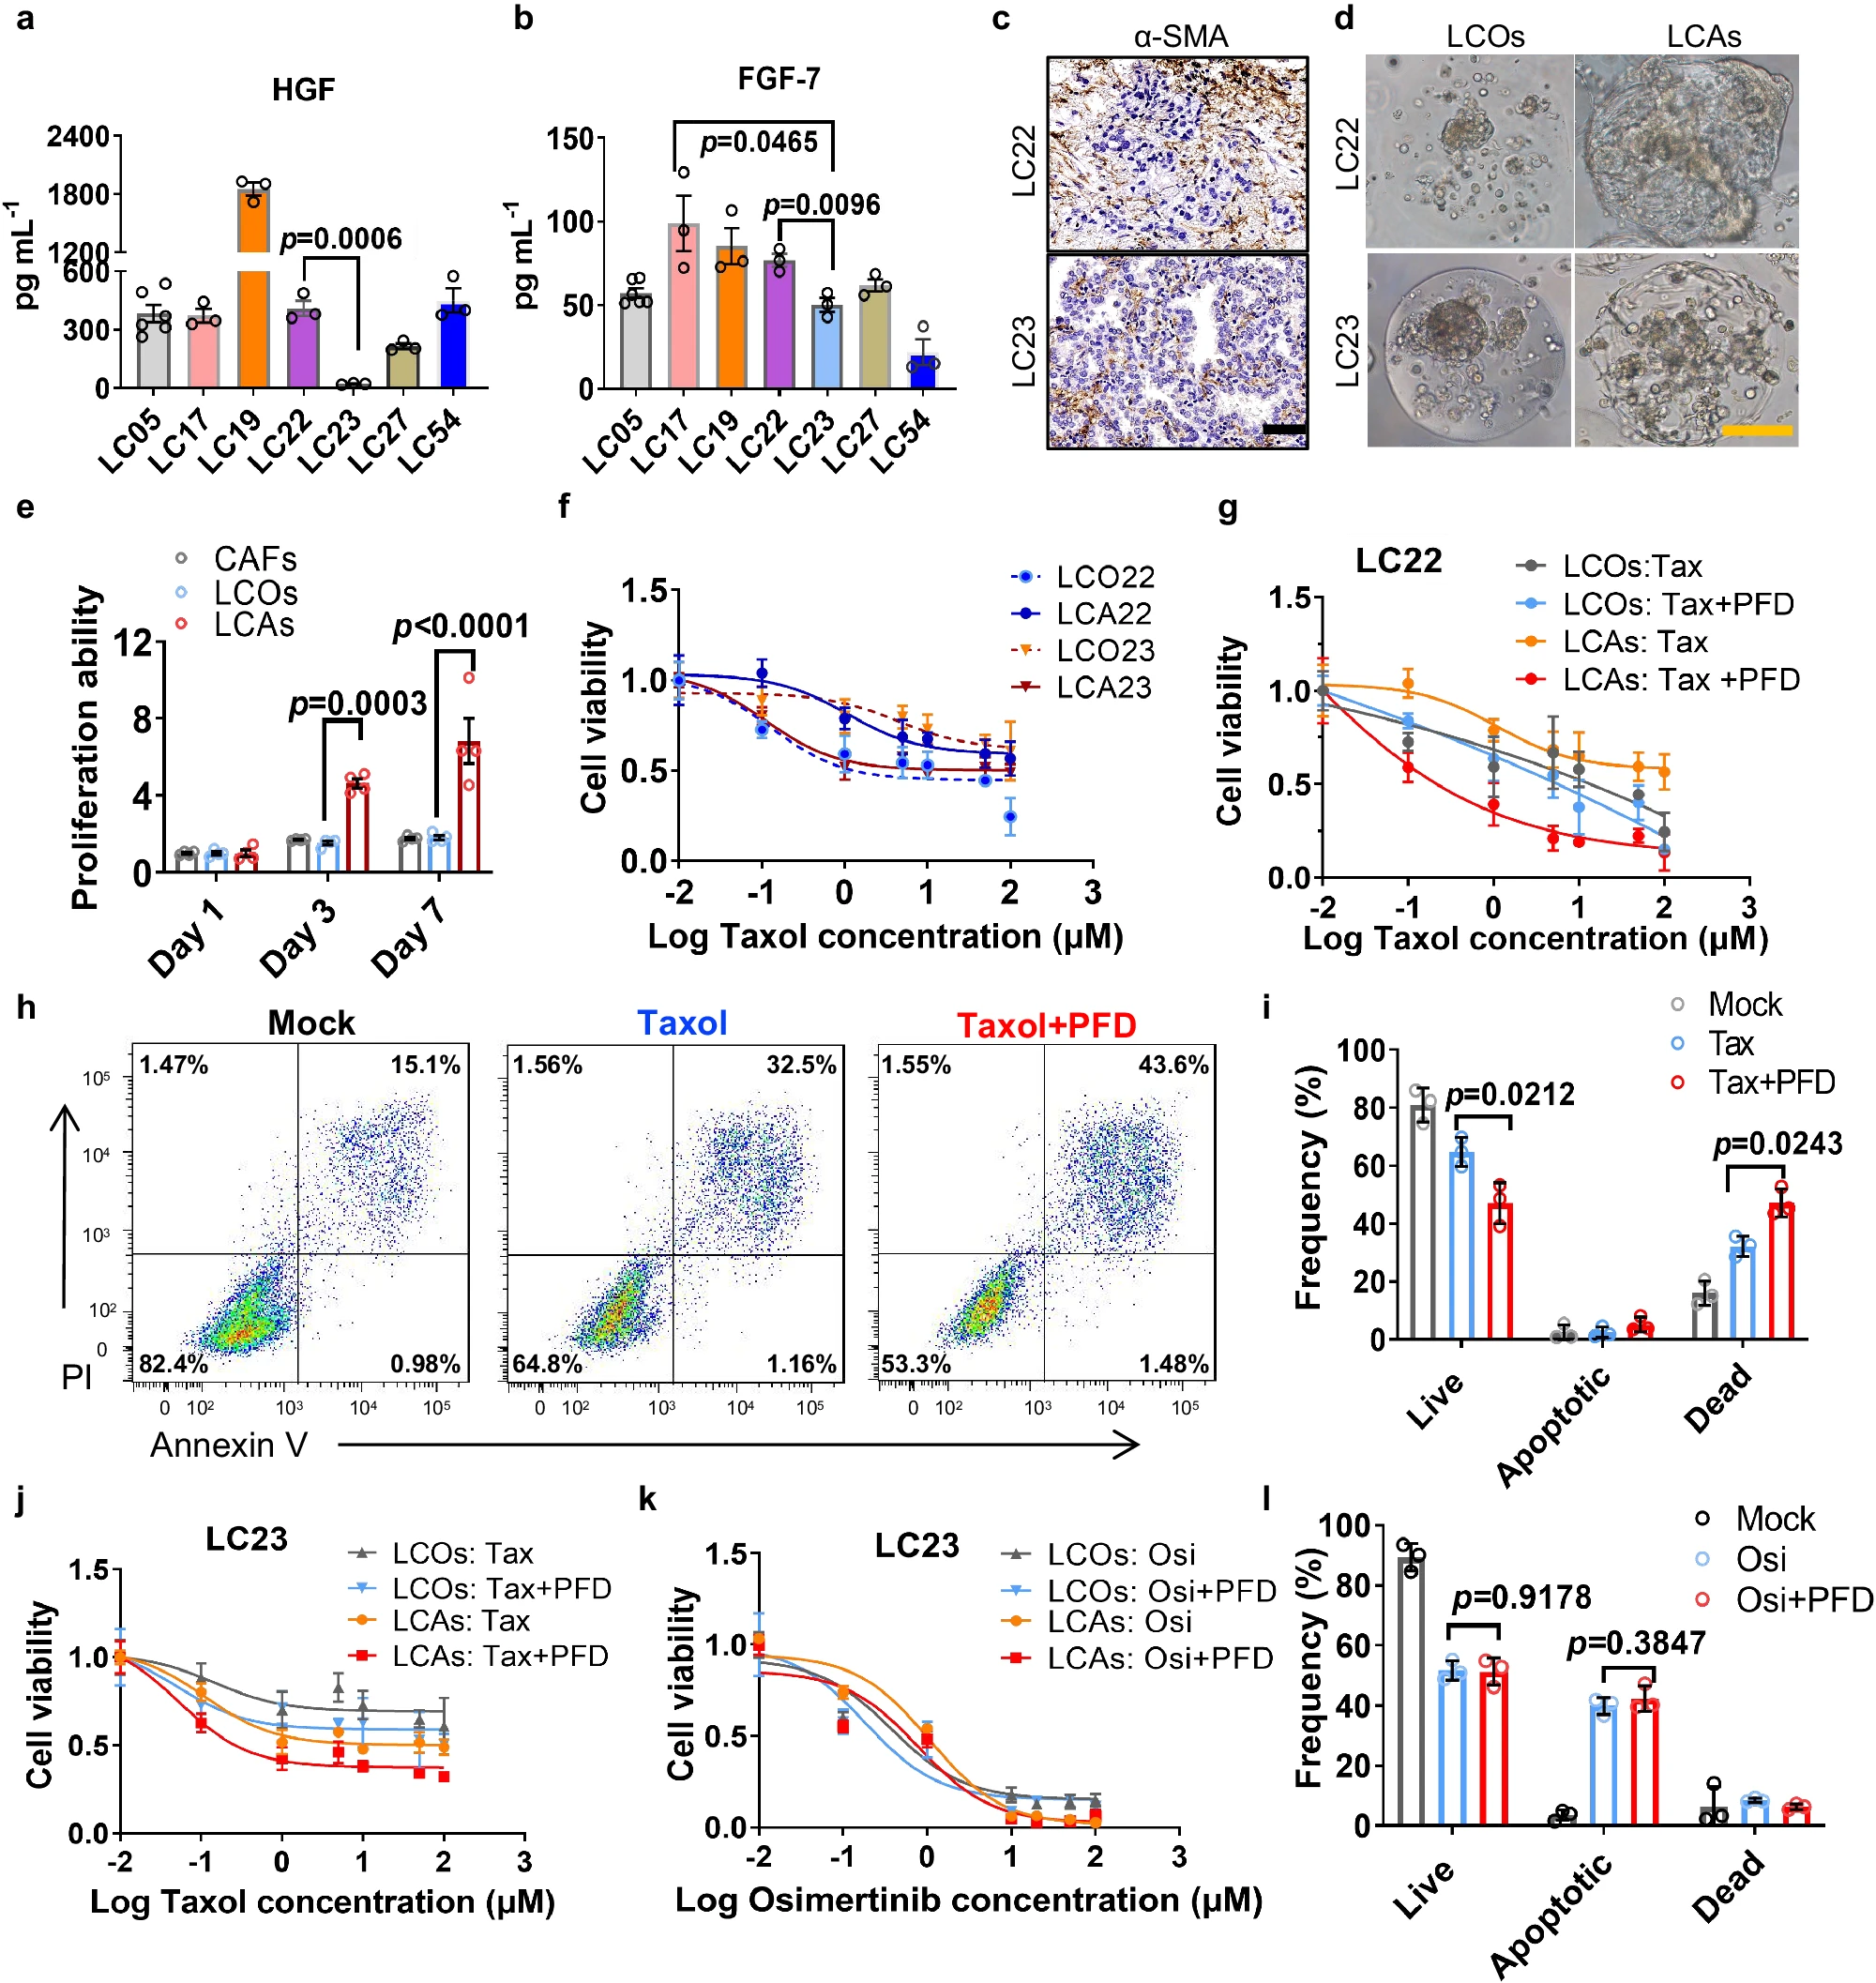 a
HGF
pg mL-1
2400
1800
1200
600
300
0
p=0.0006
LC05
LC17
LC19
LC22
LC23
LC27
LC54
b
FGF-7
pg mL-1
150
100
50
0
p=0.0465
p=0.0096
LC05
LC17
LC19
LC22
LC23
LC27
LC54
c
α-SMA
LC22
LC23
d
LCOs LCAs
LC22
LC23
e
CAFs
LCOs
LCAs
Proliferation ability
12
8
4
0
p=0.0003
p<0.0001
Day 1
Day 3
Day 7
f
LCO22
LCA22
LCO23
LCA23
Cell viability
1.5
1.0
0.5
0.0
-2 -1 0 1 2 3
Log Taxol concentration (µM)
g
LC22
LCOs:Tax
LCOs: Tax+PFD
LCAs: Tax
LCAs: Tax +PFD
Cell viability
1.5
1.0
0.5
0.0
-2 -1 0 1 2 3
Log Taxol concentration (µM)
h
Mock
1.47% 15.1%
82.4% 0.98%
Taxol
1.56% 32.5%
64.8% 1.16%
Taxol+PFD
1.55% 43.6%
53.3% 1.48%
10⁵
10⁴
10³
10²
0
PI
0 10² 10³ 10⁴ 10⁵
0 10² 10³ 10⁴ 10⁵
0 10² 10³ 10⁴ 10⁵
Annexin V
i
Mock
Tax
Tax+PFD
Frequency (%)
100
80
60
40
20
0
p=0.0212
p=0.0243
Live
Apoptotic
Dead
j
LC23
LCOs: Tax
LCOs: Tax+PFD
LCAs: Tax
LCAs: Tax+PFD
Cell viability
1.5
1.0
0.5
0.0
-2 -1 0 1 2 3
Log Taxol concentration (µM)
k
LC23
LCOs: Osi
LCOs: Osi+PFD
LCAs: Osi
LCAs: Osi+PFD
Cell viability
1.5
1.0
0.5
0.0
-2 -1 0 1 2 3
Log Osimertinib concentration (µM)
l
Mock
Osi
Osi+PFD
Frequency (%)
100
80
60
40
20
0
p=0.9178
p=0.3847
Live
Apoptotic
Dead